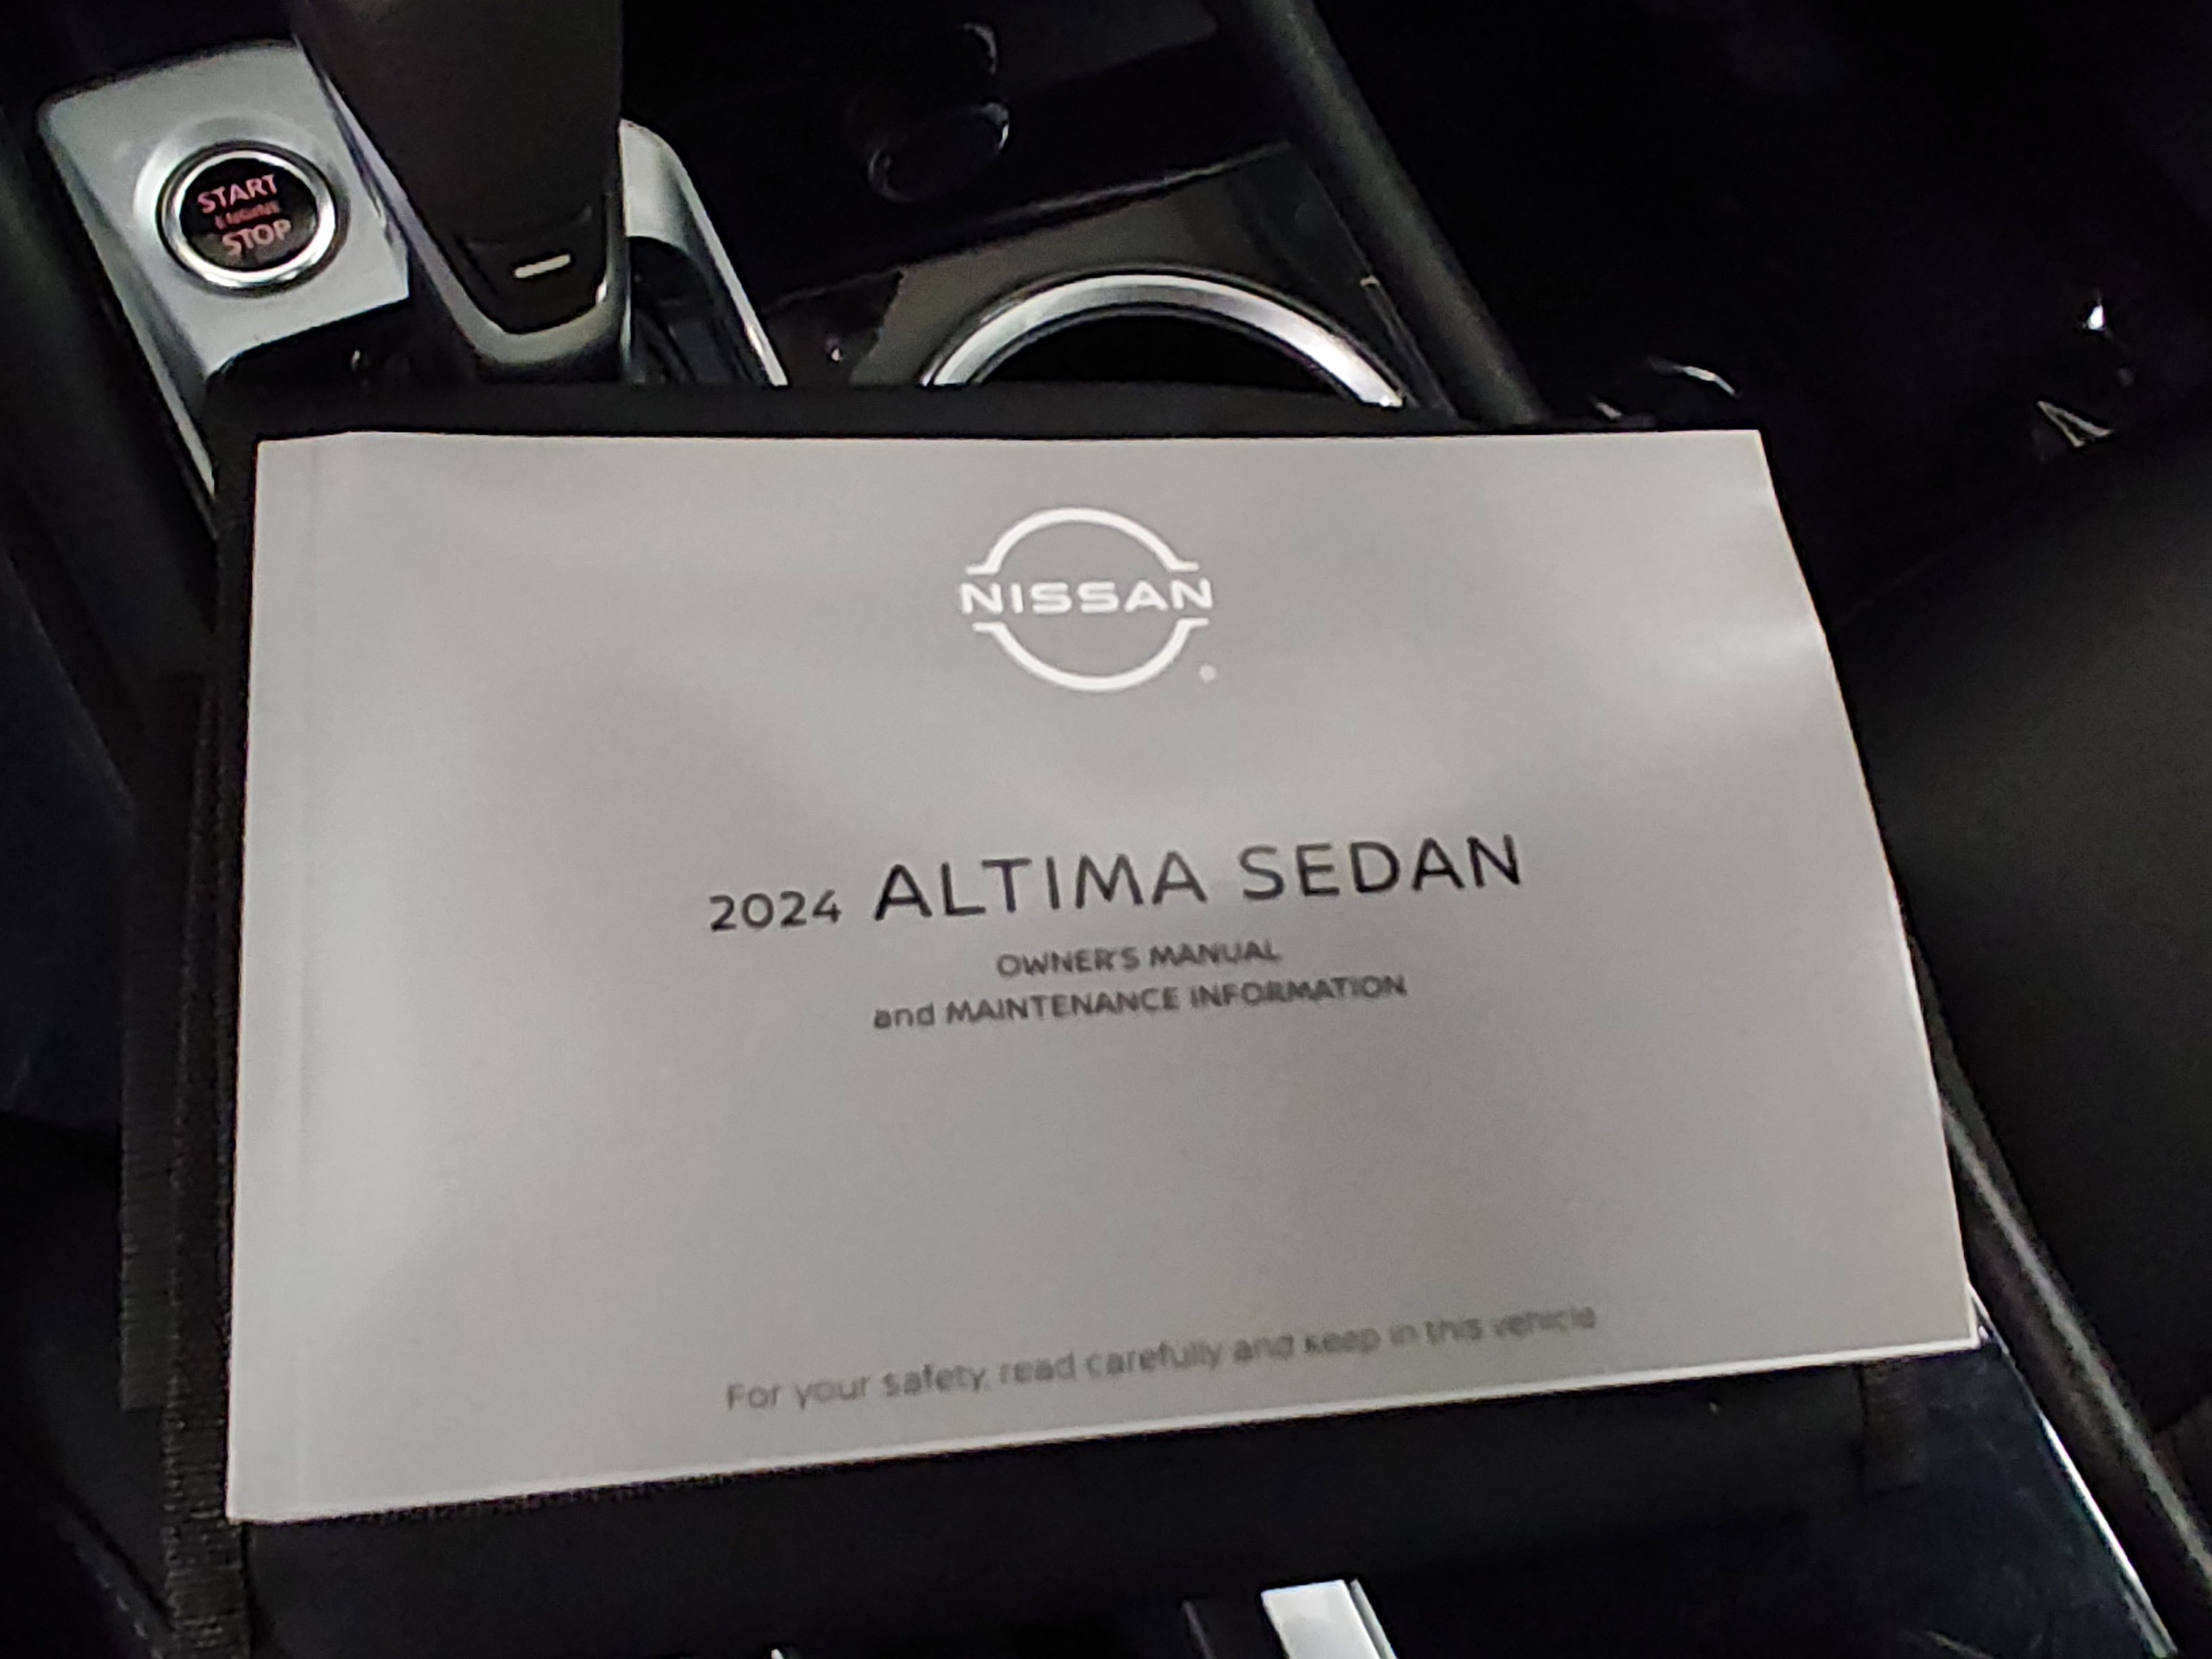 START
ENGINE
STOP
NISSAN
2024 ALTIMA SEDAN
OWNER'S MANUAL
and MAINTENANCE INFORMATION
For your safety, read carefully and keep in this vehicle